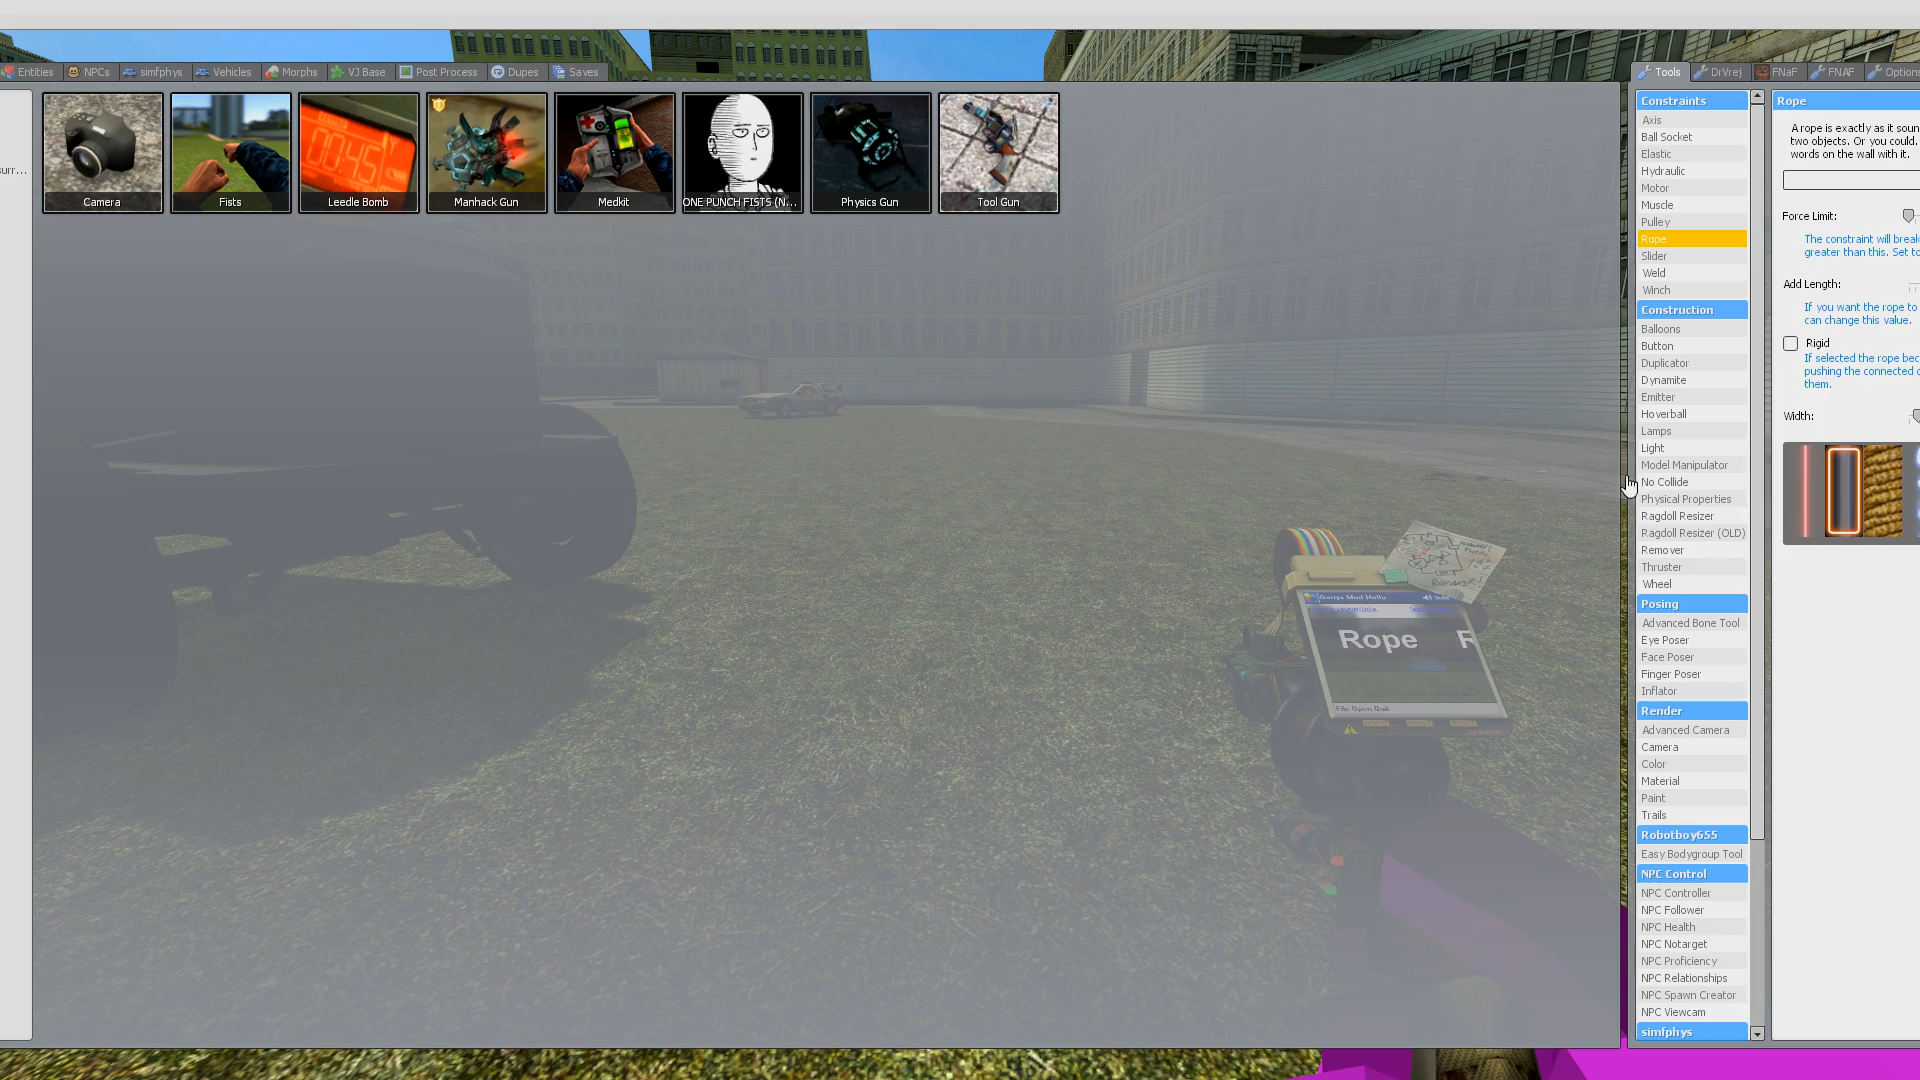 Entities
NPCs
simfphys
Vehicles
Morphs
VJ Base
Post Process
Dupes
Saves
Tools
DrVrej
FNaF
FNAF
Options
urr...
Camera
Fists
Leedle Bomb
Manhack Gun
Medkit
ONE PUNCH FISTS (N...
Physics Gun
Tool Gun
00:45
Rope R
File Open Quit
Constraints
Axis
Ball Socket
Elastic
Hydraulic
Motor
Muscle
Pulley
Rope
Slider
Weld
Winch
Construction
Balloons
Button
Duplicator
Dynamite
Emitter
Hoverball
Lamps
Light
Model Manipulator
No Collide
Physical Properties
Ragdoll Resizer
Ragdoll Resizer (OLD)
Remover
Thruster
Wheel
Posing
Advanced Bone Tool
Eye Poser
Face Poser
Finger Poser
Inflator
Render
Advanced Camera
Camera
Color
Material
Paint
Trails
Robotboy655
Easy Bodygroup Tool
NPC Control
NPC Controller
NPC Follower
NPC Health
NPC Notarget
NPC Proficiency
NPC Relationships
NPC Spawn Creator
NPC Viewcam
simfphys
Rope
A rope is exactly as it soun
two objects. Or you could.
words on the wall with it.
Force Limit:
The constraint will break
greater than this. Set to
Add Length:
If you want the rope to
can change this value.
Rigid
If selected the rope bec
pushing the connected o
them.
Width: